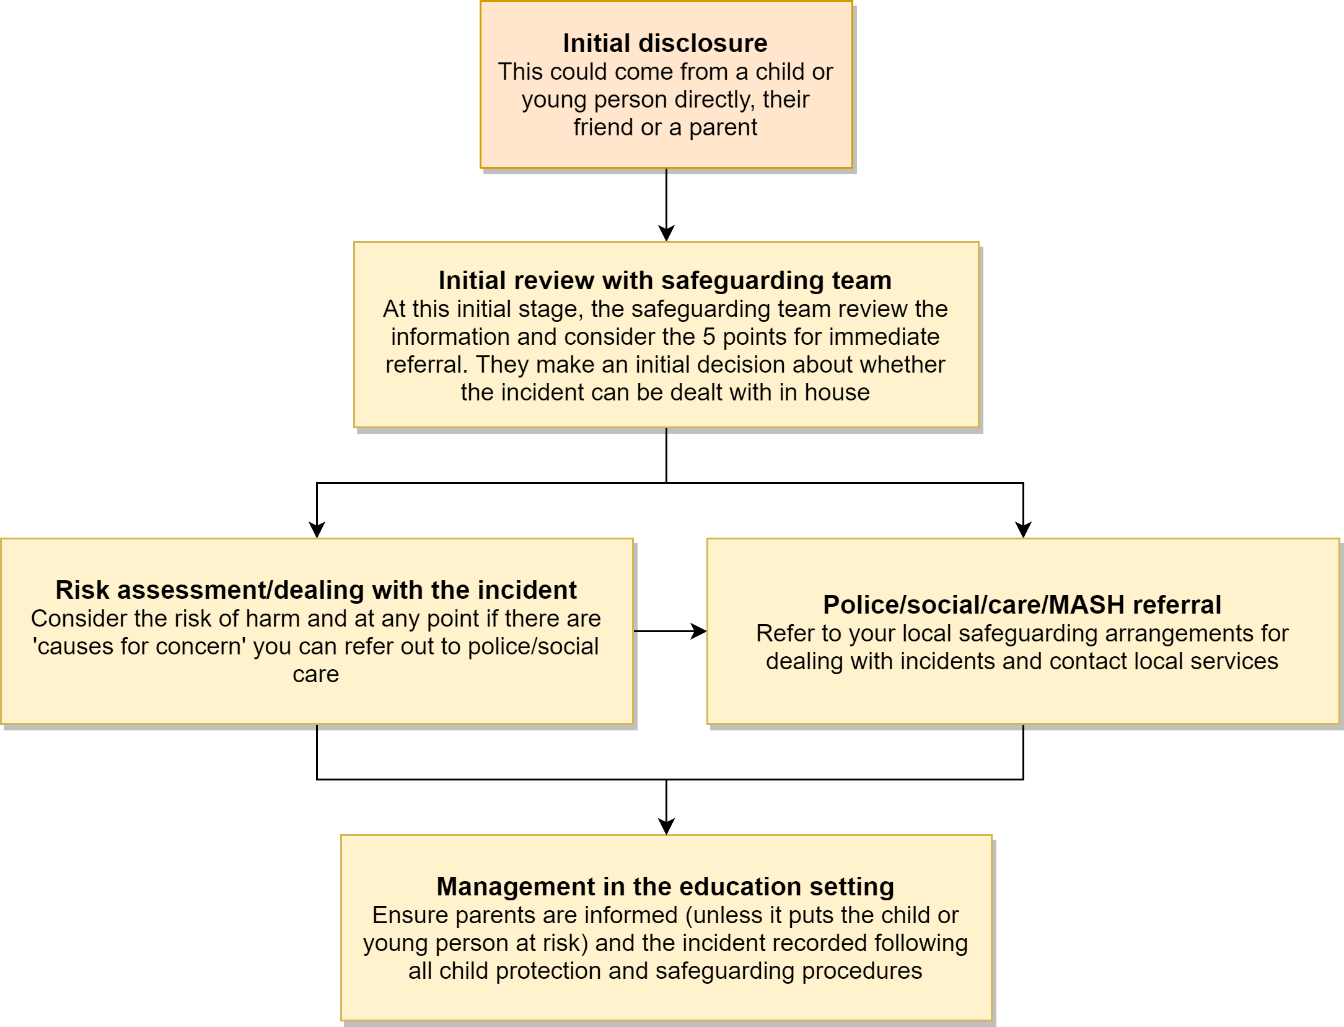 Initial disclosure
This could come from a child or
young person directly, their
friend or a parent
Initial review with safeguarding team
At this initial stage, the safeguarding team review the
information and consider the 5 points for immediate
referral. They make an initial decision about whether
the incident can be dealt with in house
Risk assessment/dealing with the incident
Consider the risk of harm and at any point if there are
'causes for concern' you can refer out to police/social
care
Police/social/care/MASH referral
Refer to your local safeguarding arrangements for
dealing with incidents and contact local services
Management in the education setting
Ensure parents are informed (unless it puts the child or
young person at risk) and the incident recorded following
all child protection and safeguarding procedures